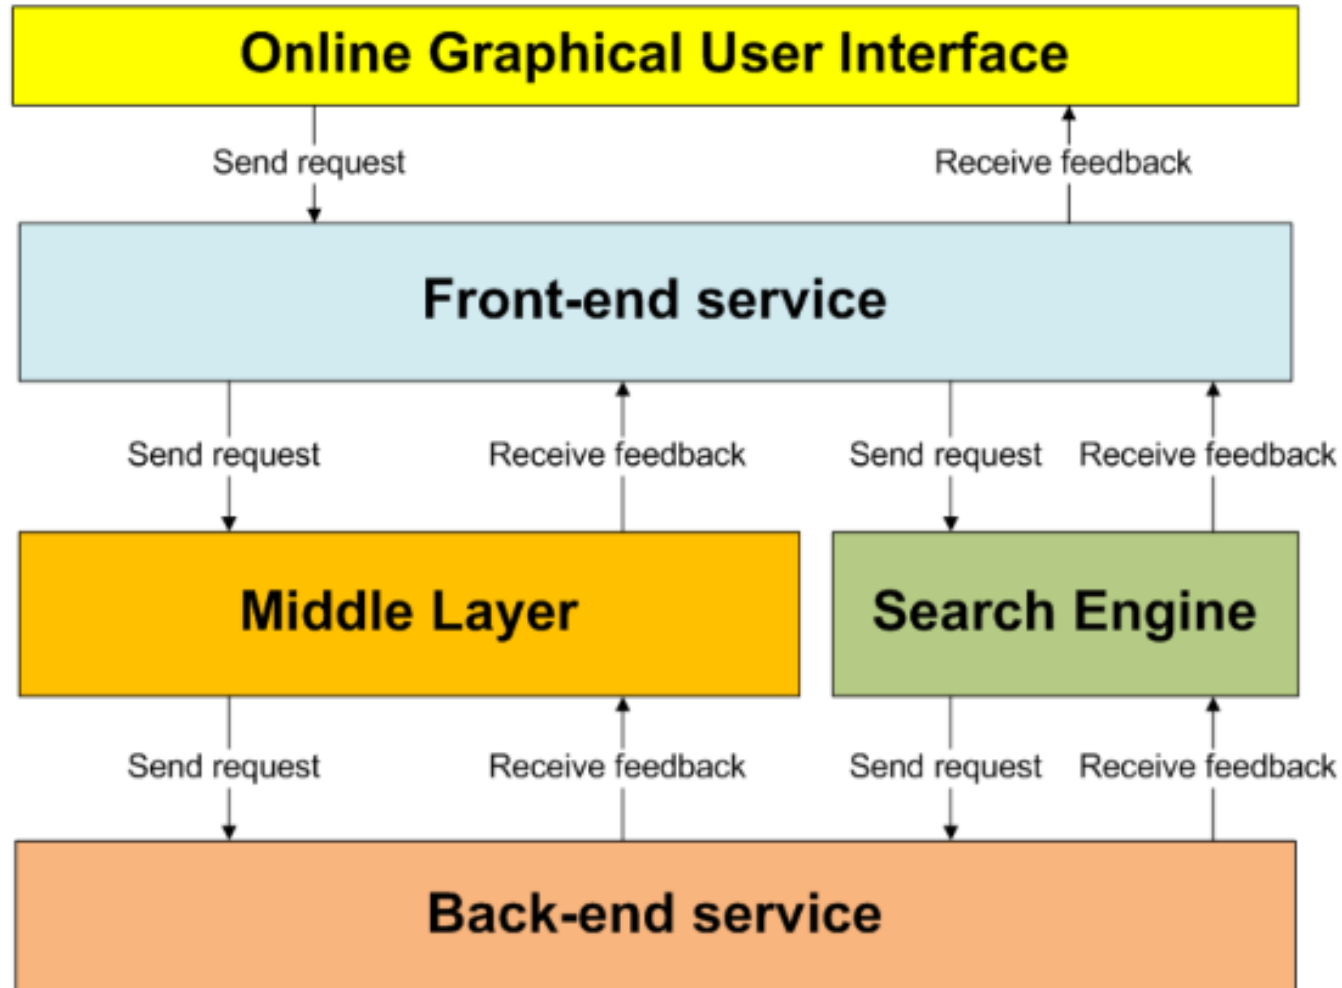 Online Graphical User Interface
Send request
Receive feedback
Front-end service
Send request
Receive feedback
Send request
Receive feedback
Middle Layer
Search Engine
Send request
Receive feedback
Send request
Receive feedback
Back-end service